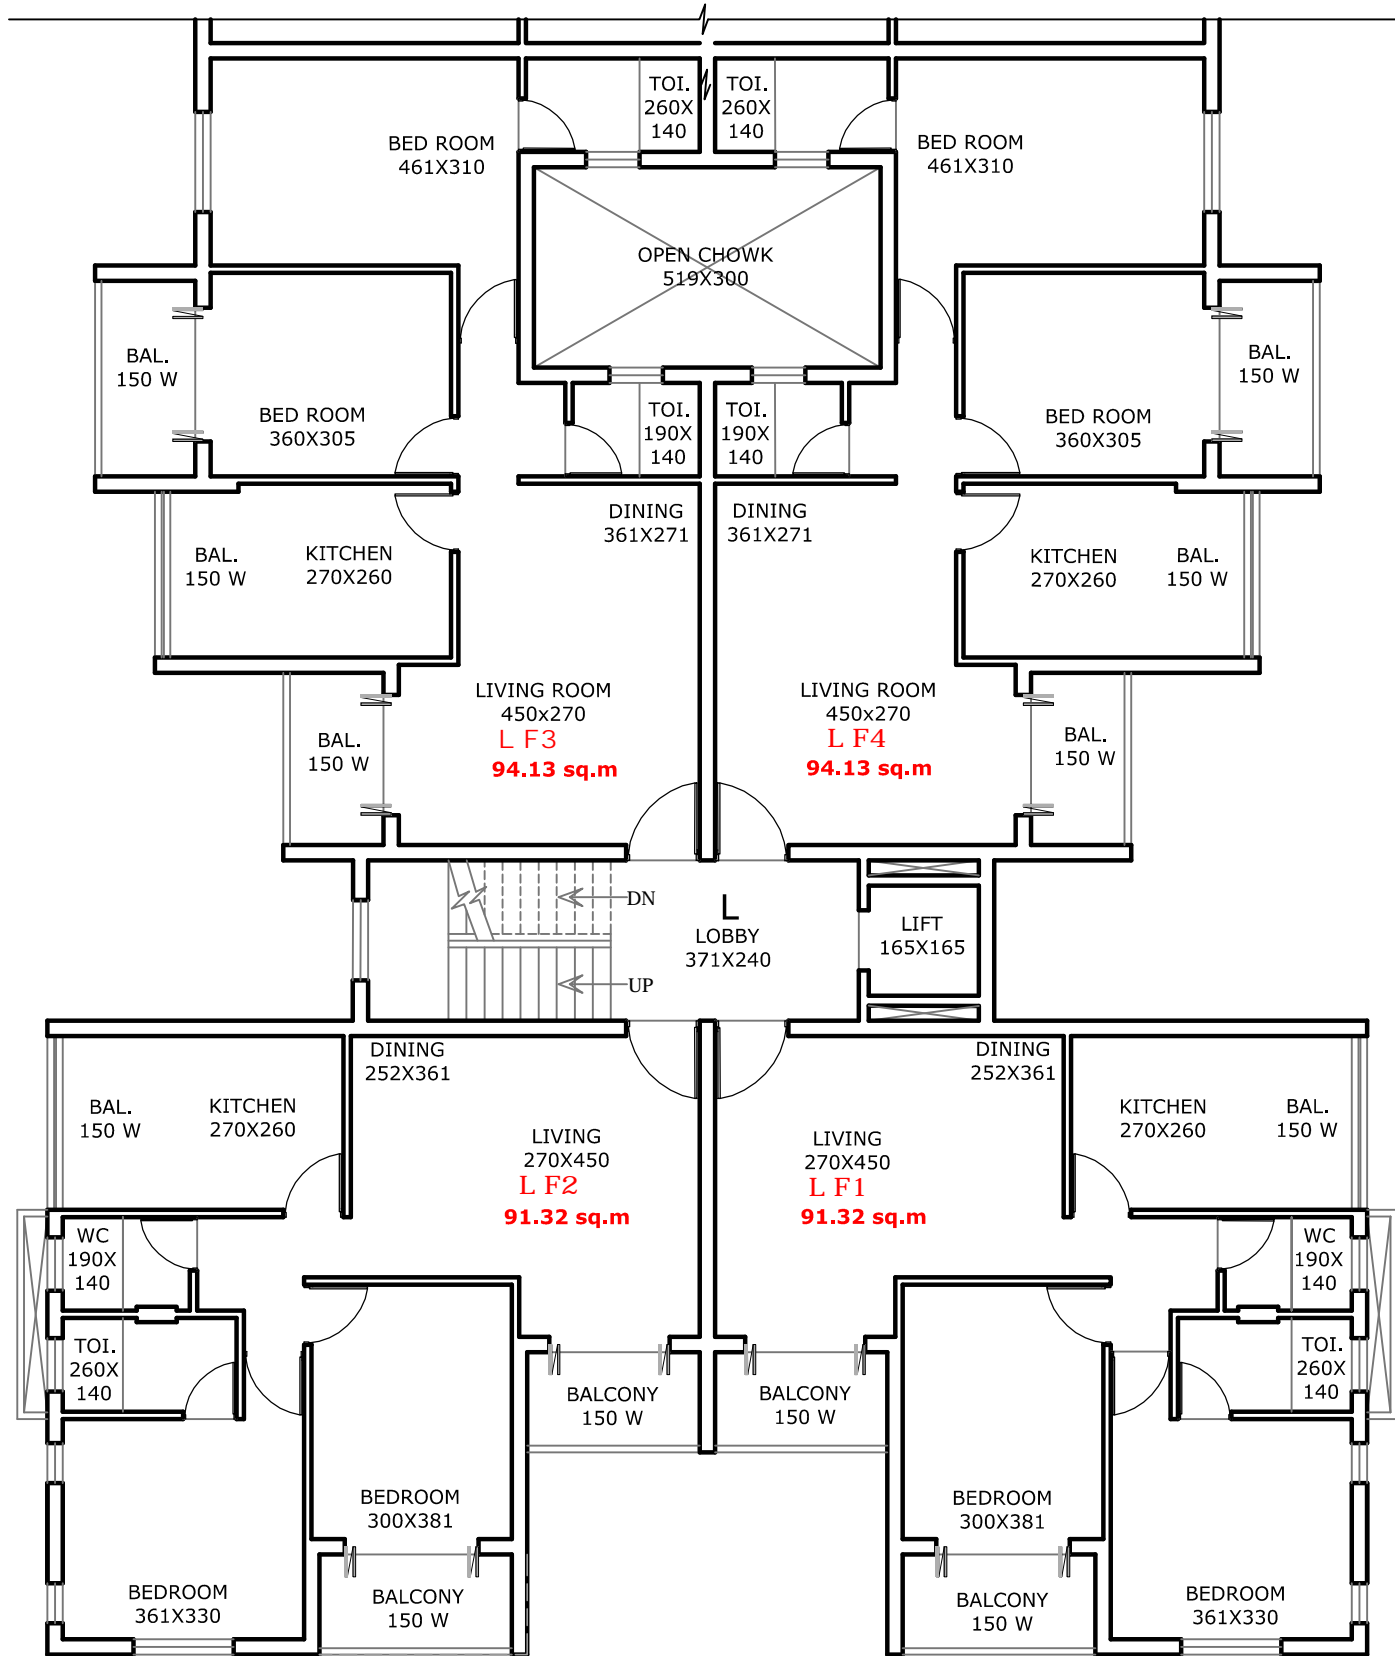 TOI.
260X
140
TOI.
260X
140
BED ROOM
461X310
BED ROOM
461X310
OPEN CHOWK
519X300
BAL.
150 W
BAL.
150 W
BED ROOM
360X305
TOI.
190X
140
TOI.
190X
140
BED ROOM
360X305
DINING
361X271
DINING
361X271
BAL.
150 W
KITCHEN
270X260
KITCHEN
270X260
BAL.
150 W
LIVING ROOM
450x270
L F3
94.13 sq.m
LIVING ROOM
450x270
L F4
94.13 sq.m
BAL.
150 W
BAL.
150 W
DN
UP
L
LOBBY
371X240
LIFT
165X165
DINING
252X361
DINING
252X361
BAL.
150 W
KITCHEN
270X260
KITCHEN
270X260
BAL.
150 W
LIVING
270X450
L F2
91.32 sq.m
LIVING
270X450
L F1
91.32 sq.m
WC
190X
140
WC
190X
140
TOI.
260X
140
TOI.
260X
140
BALCONY
150 W
BALCONY
150 W
BEDROOM
300X381
BEDROOM
300X381
BEDROOM
361X330
BALCONY
150 W
BALCONY
150 W
BEDROOM
361X330